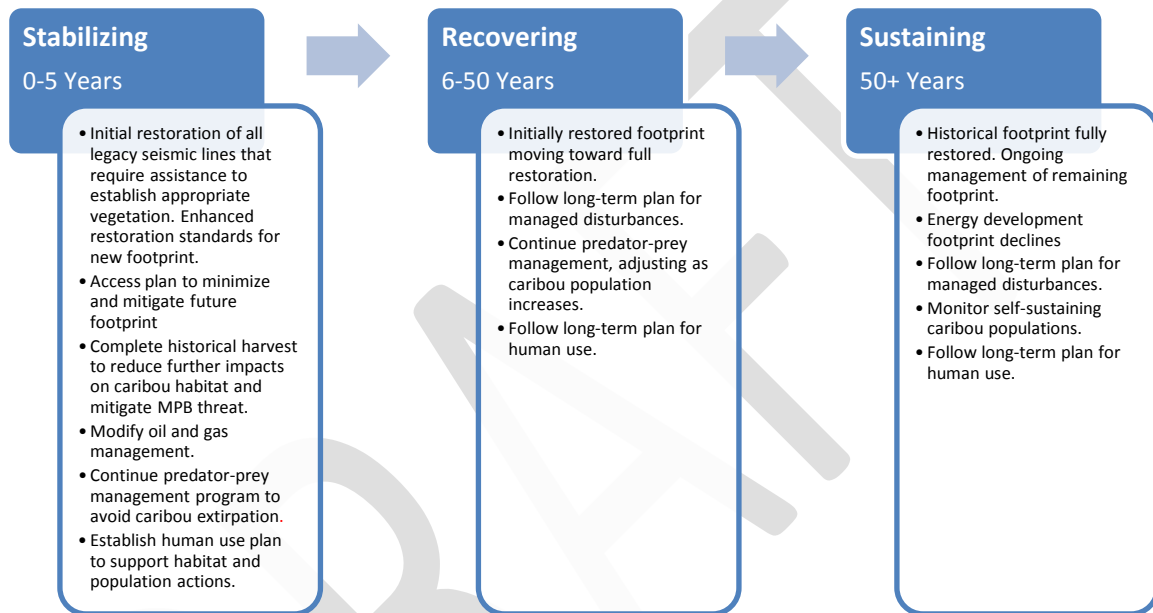 Stabilizing
0-5 Years
• Initial restoration of all
legacy seismic lines that
require assistance to
establish appropriate
vegetation. Enhanced
restoration standards for
new footprint.
• Access plan to minimize
and mitigate future
footprint
• Complete historical harvest
to reduce further impacts
on caribou habitat and
mitigate MPB threat.
• Modify oil and gas
management.
• Continue predator-prey
management program to
avoid caribou extirpation.
• Establish human use plan
to support habitat and
population actions.
Recovering
6-50 Years
• Initially restored footprint
moving toward full
restoration.
• Follow long-term plan for
managed disturbances.
• Continue predator-prey
management, adjusting as
caribou population
increases.
• Follow long-term plan for
human use.
Sustaining
50+ Years
• Historical footprint fully
restored. Ongoing
management of remaining
footprint.
• Energy development
footprint declines
• Follow long-term plan for
managed disturbances.
• Monitor self-sustaining
caribou populations.
• Follow long-term plan for
human use.